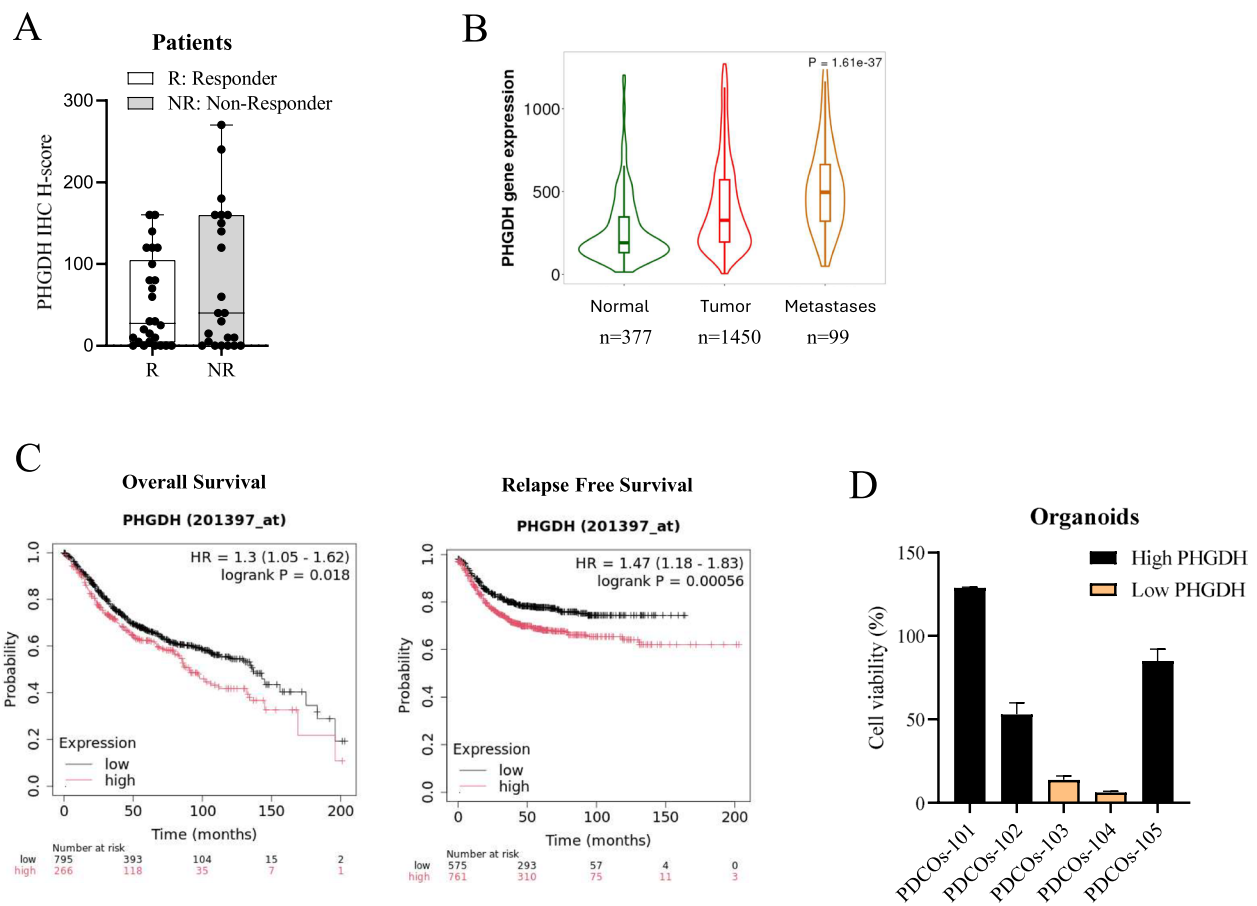 A
Patients
R: Responder
NR: Non-Responder
PHGDH IHC H-score
300
200
100
0
R
NR
B
P = 1.61e-37
PHGDH gene expression
1000
500
0
Normal
Tumor
Metastases
n=377
n=1450
n=99
C
Overall Survival
PHGDH (201397_at)
HR = 1.3 (1.05 - 1.62)
logrank P = 0.018
Probability
1.0
0.8
0.6
0.4
0.2
0.0
Expression
low
high
0
50
100
150
200
Time (months)
Number at risk
low 795 393 104 15 2
high 266 118 35 7 1
Relapse Free Survival
PHGDH (201397_at)
HR = 1.47 (1.18 - 1.83)
logrank P = 0.00056
Probability
1.0
0.8
0.6
0.4
0.2
0.0
Expression
low
high
0
50
100
150
200
Time (months)
Number at risk
low 575 293 57 4 0
high 761 310 75 11 3
D
Organoids
High PHGDH
Low PHGDH
Cell viability (%)
150
100
50
0
PDCOs-101
PDCOs-102
PDCOs-103
PDCOs-104
PDCOs-105